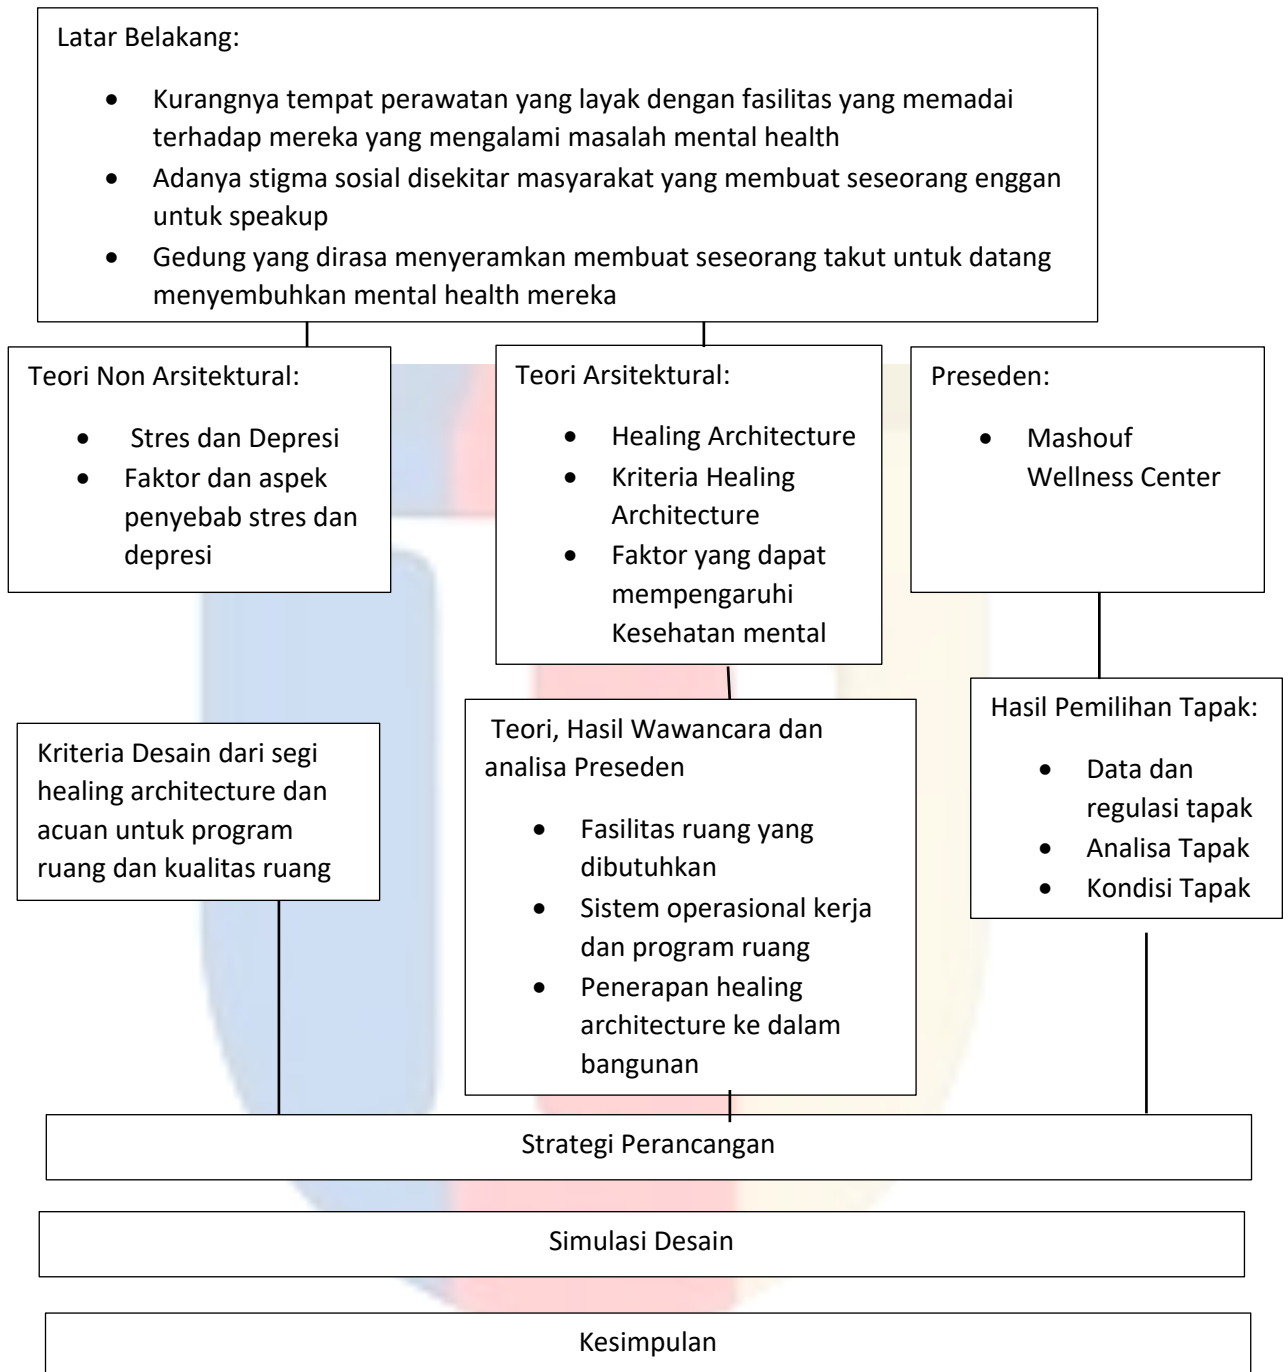 Latar Belakang:
• Kurangnya tempat perawatan yang layak dengan fasilitas yang memadai
terhadap mereka yang mengalami masalah mental health
• Adanya stigma sosial disekitar masyarakat yang membuat seseorang enggan
untuk speakup
• Gedung yang dirasa menyeramkan membuat seseorang takut untuk datang
menyembuhkan mental health mereka
Teori Non Arsitektural:
• Stres dan Depresi
• Faktor dan aspek
penyebab stres dan
depresi
Teori Arsitektural:
• Healing Architecture
• Kriteria Healing
Architecture
• Faktor yang dapat
mempengaruhi
Kesehatan mental
Preseden:
• Mashouf
Wellness Center
Kriteria Desain dari segi
healing architecture dan
acuan untuk program
ruang dan kualitas ruang
Teori, Hasil Wawancara dan
analisa Preseden
• Fasilitas ruang yang
dibutuhkan
• Sistem operasional kerja
dan program ruang
• Penerapan healing
architecture ke dalam
bangunan
Hasil Pemilihan Tapak:
• Data dan
regulasi tapak
• Analisa Tapak
• Kondisi Tapak
Strategi Perancangan
Simulasi Desain
Kesimpulan